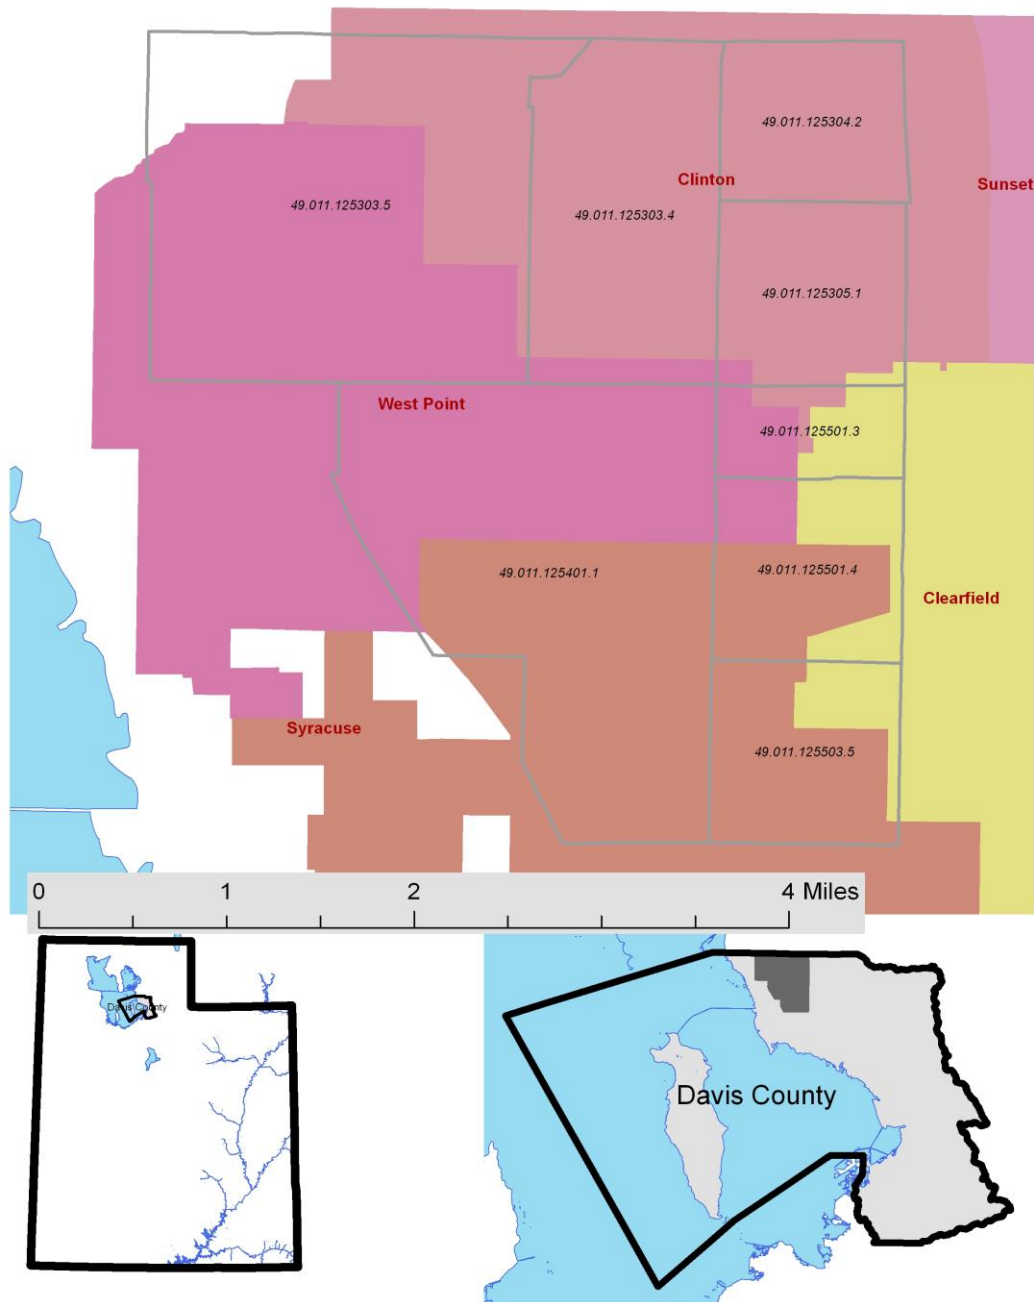 49.011.125304.2
Clinton
Sunset
49.011.125303.5
49.011.125303.4
49.011.125305.1
West Point
49.011.125501.3
49.011.125401.1
49.011.125501.4
Clearfield
Syracuse
49.011.125503.5
0 1 2 4 Miles
Davis County
Davis County